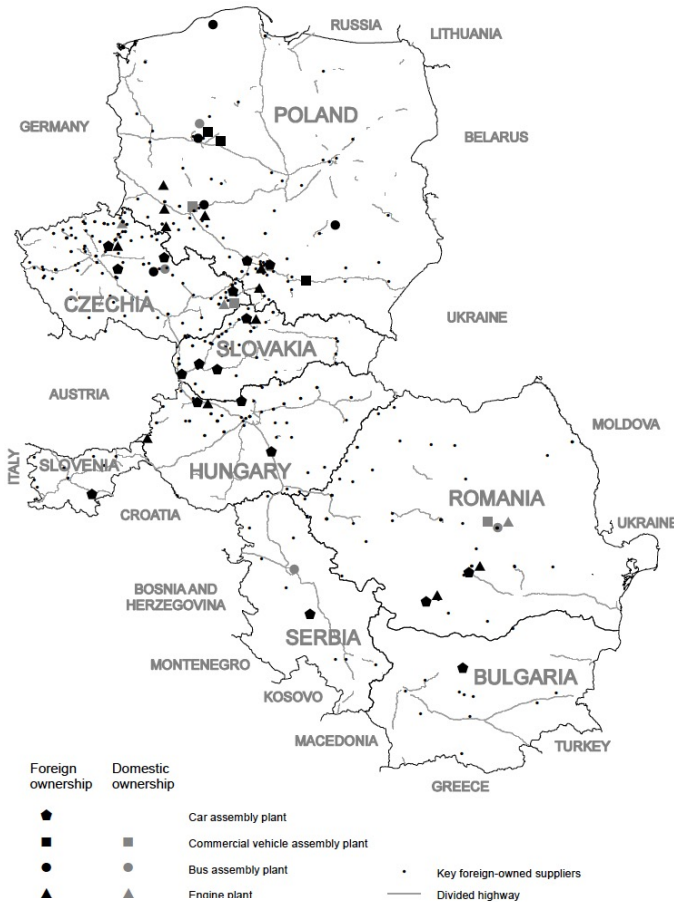 RUSSIA
LITHUANIA
POLAND
GERMANY
BELARUS
CZECHIA
UKRAINE
SLOVAKIA
AUSTRIA
MOLDOVA
ITALY
SLOVENIA
HUNGARY
ROMANIA
CROATIA
UKRAINE
BOSNIA AND
HERZEGOVINA
SERBIA
MONTENEGRO
BULGARIA
KOSOVO
MACEDONIA
TURKEY
GREECE
Foreign
ownership
Domestic
ownership
Car assembly plant
Commercial vehicle assembly plant
Bus assembly plant
Key foreign-owned suppliers
Engine plant
Divided highway